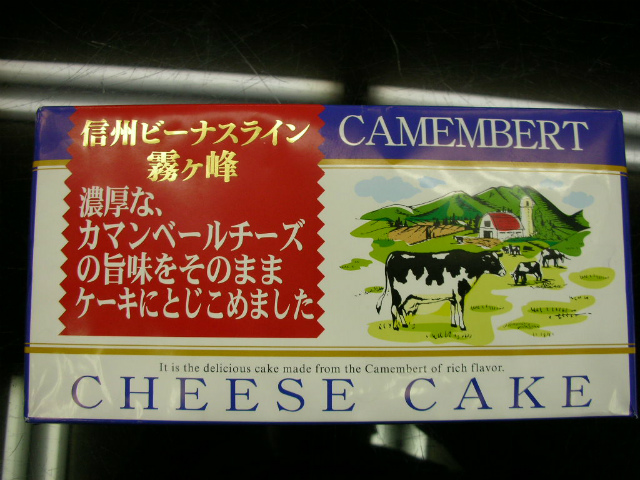 信州ビーナスライン
霧ヶ峰
濃厚な、
カマンベールチーズ
の旨味をそのまま
ケーキにとじこめました
CAMEMBERT
It is the delicious cake made from the Camembert of rich flavor.
CHEESE CAKE